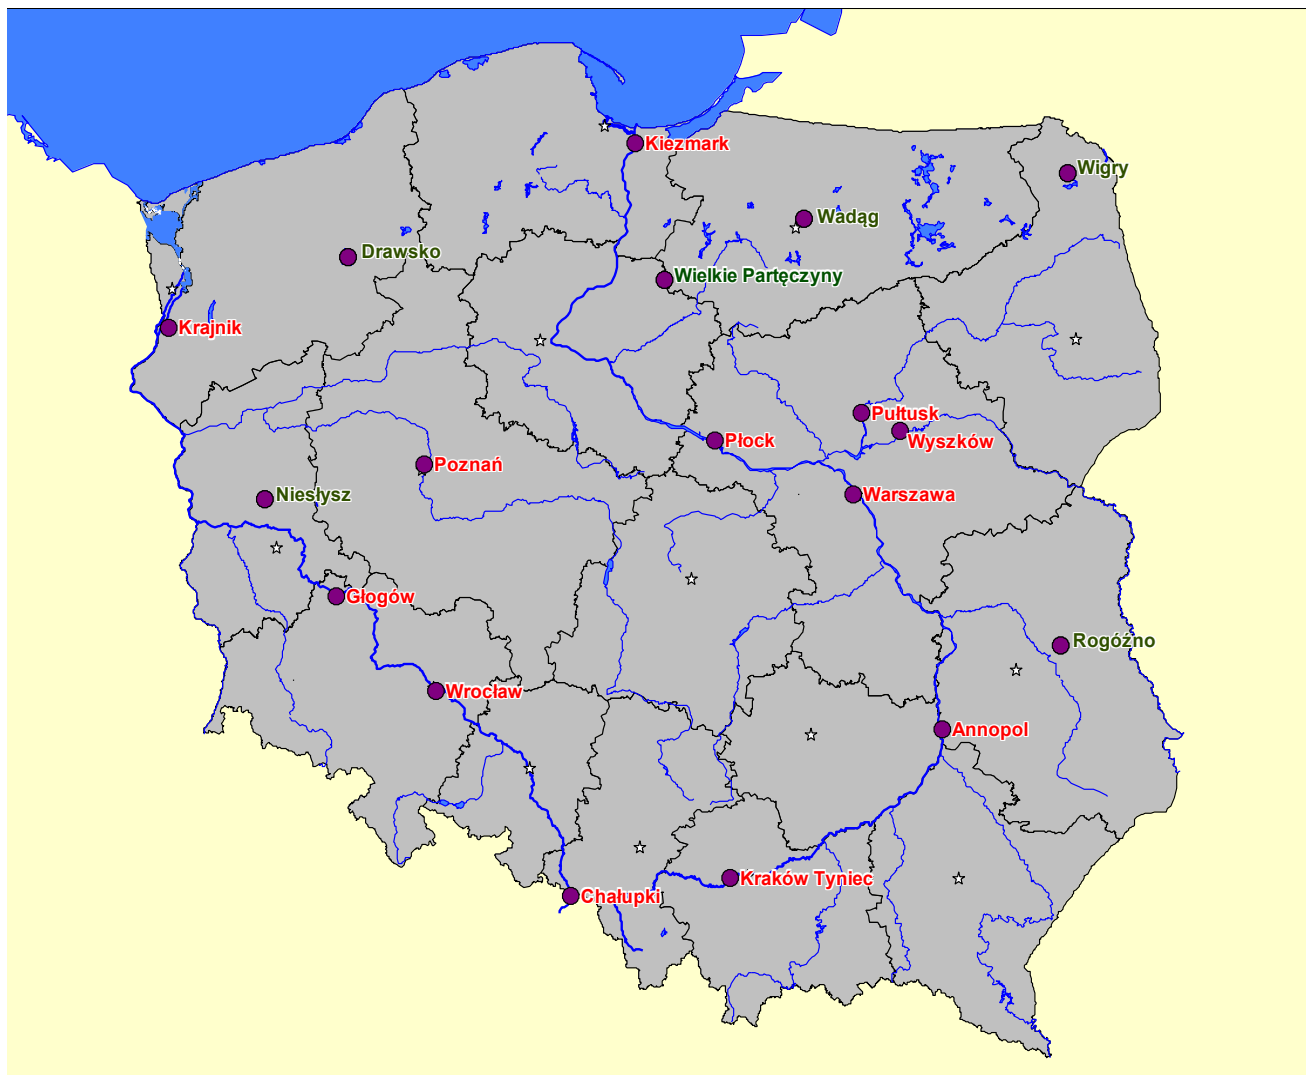 Kiezmark
Wigry
Wadąg
Drawsko
Wielkie Partęczyny
Krajnik
Pułtusk
Płock
Wyszków
Poznań
Niesłysz
Warszawa
Głogów
Rogóźno
Wrocław
Annopol
Kraków Tyniec
Chałupki